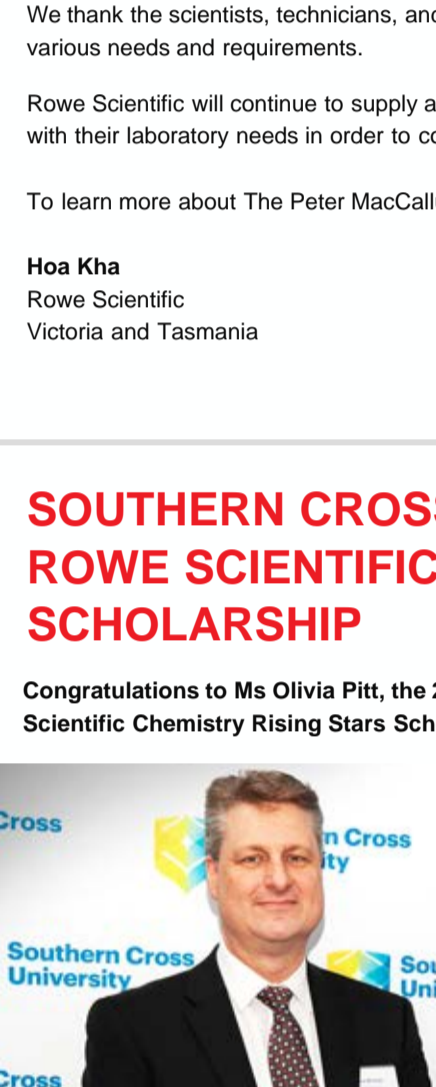 We thank the scientists, technicians, and
various needs and requirements.
Rowe Scientific will continue to supply a
with their laboratory needs in order to co
To learn more about The Peter MacCall
Hoa Kha
Rowe Scientific
Victoria and Tasmania
SOUTHERN CROSS
ROWE SCIENTIFIC
SCHOLARSHIP
Congratulations to Ms Olivia Pitt, the 2
Scientific Chemistry Rising Stars Sch
Cross
n Cross
ity
Southern Cross
University
Sou
Uni
Cross